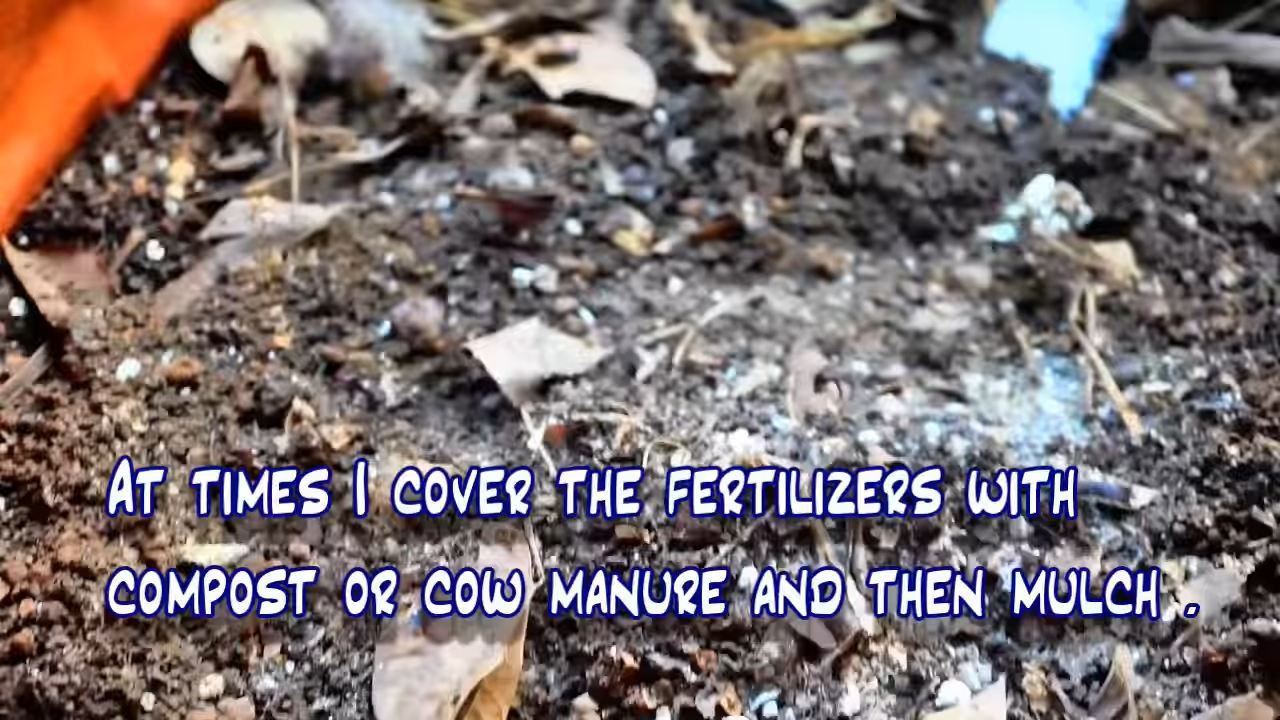 At times I cover the fertilizers with
compost or cow manure and then mulch .